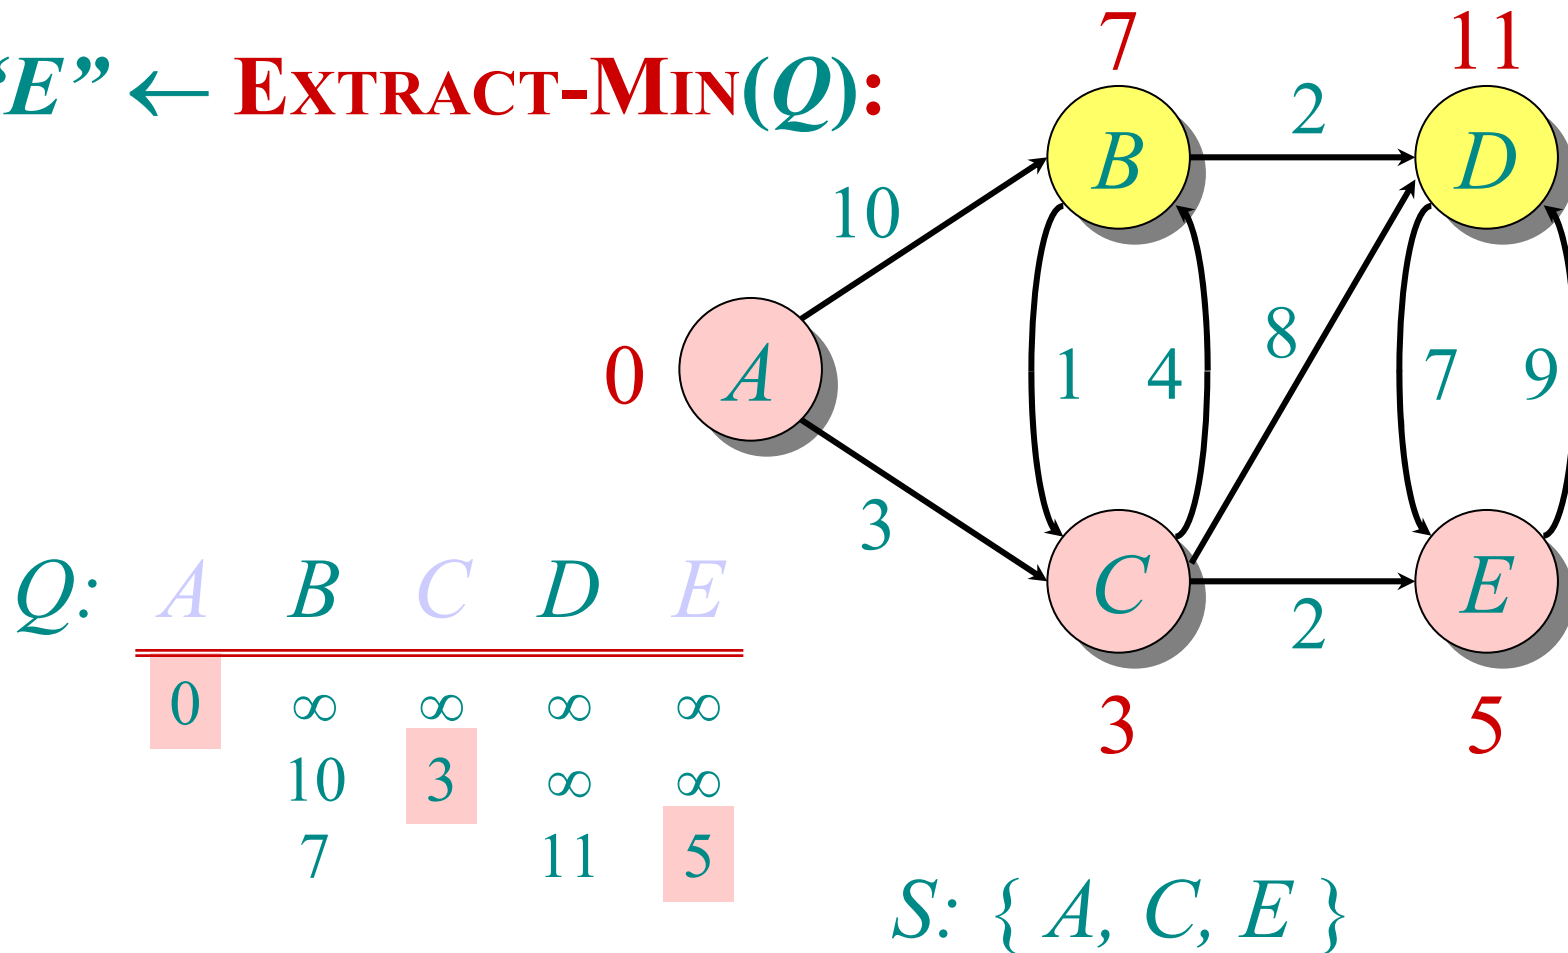 “E” ← EXTRACT-MIN(Q):
7 11
B 2 D
10
0 A 1 4 8 7 9
3
C 2 E
3 5
Q: A B C D E
0 ∞ ∞ ∞ ∞
10 3 ∞ ∞
7 11 5
S: { A, C, E }